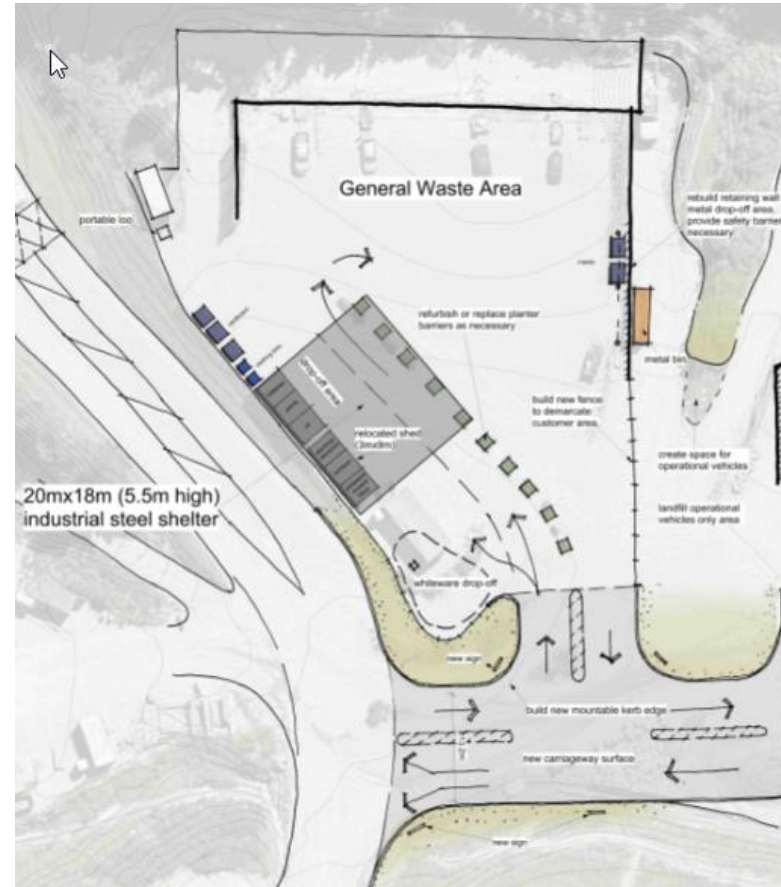 General Waste Area
portable loo
rebuild retaining wall
metal drop-off area,
provide safety barrier
necessary
refurbish or replace planter
barriers as necessary
drop-off area
metal bin
build new fence
to demarcate
customer area
relocated shed
create space for
operational vehicles
20mx18m (5.5m high)
industrial steel shelter
landfill operational
vehicles only area
whiteware drop-off
new sign
build new mountable kerb edge
new carriageway surface
new sign